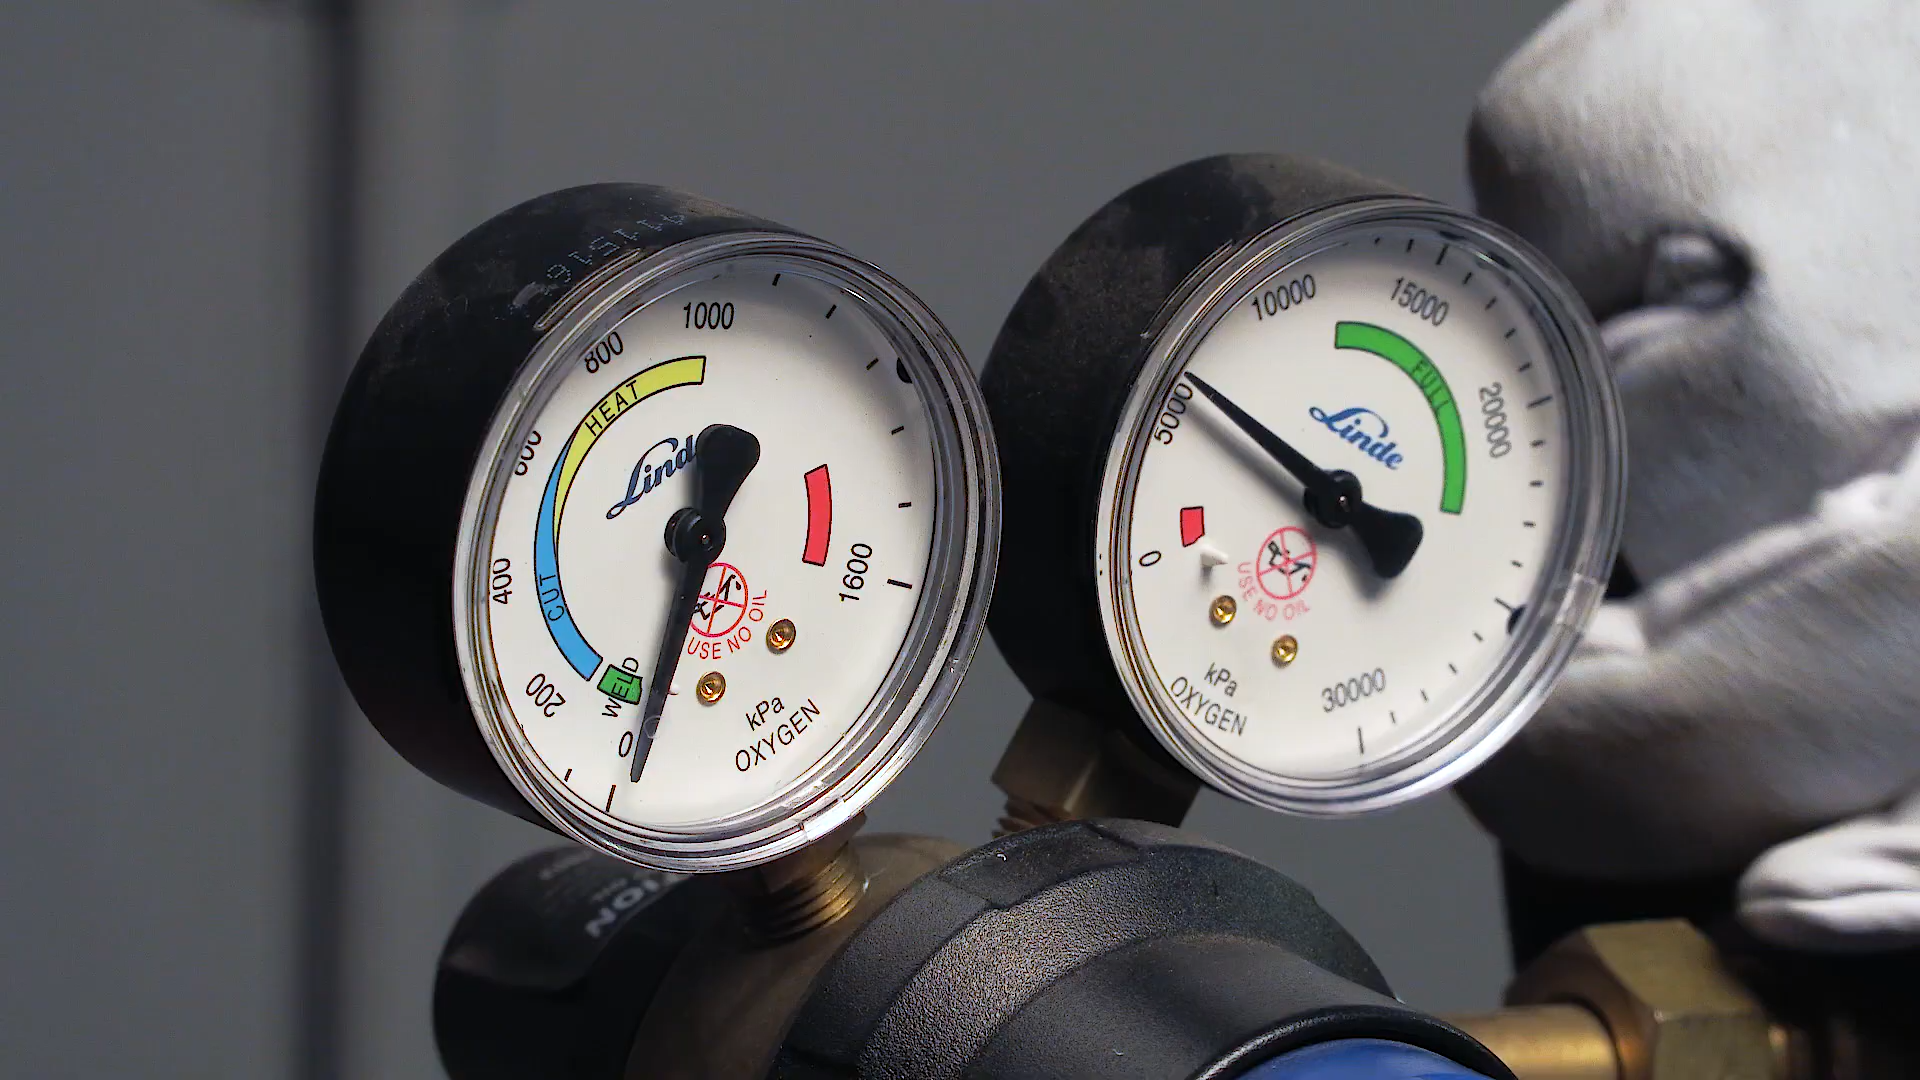 1000
800
HEAT
600
Linde
CUT
400
1600
USE NO OIL
WELD
200
0
kPa
OXYGEN
10000
15000
FULL
5000
20000
Linde
0
USE NO OIL
kPa
OXYGEN
30000